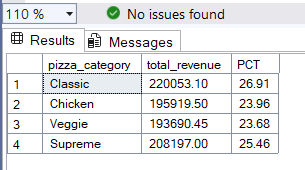 110 % No issues found
Results Messages
pizza_category total_revenue PCT
1 Classic 220053.10 26.91
2 Chicken 195919.50 23.96
3 Veggie 193690.45 23.68
4 Supreme 208197.00 25.46